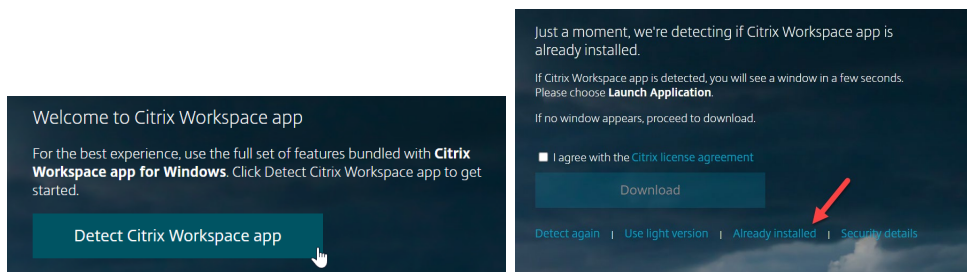 Welcome to Citrix Workspace app
For the best experience, use the full set of features bundled with Citrix
Workspace app for Windows. Click Detect Citrix Workspace app to get
started.
Detect Citrix Workspace app
Just a moment, we're detecting if Citrix Workspace app is
already installed.
If Citrix Workspace app is detected, you will see a window in a few seconds.
Please choose Launch Application.
If no window appears, proceed to download.
I agree with the Citrix license agreement
Download
Detect again | Use light version | Already installed | Security details